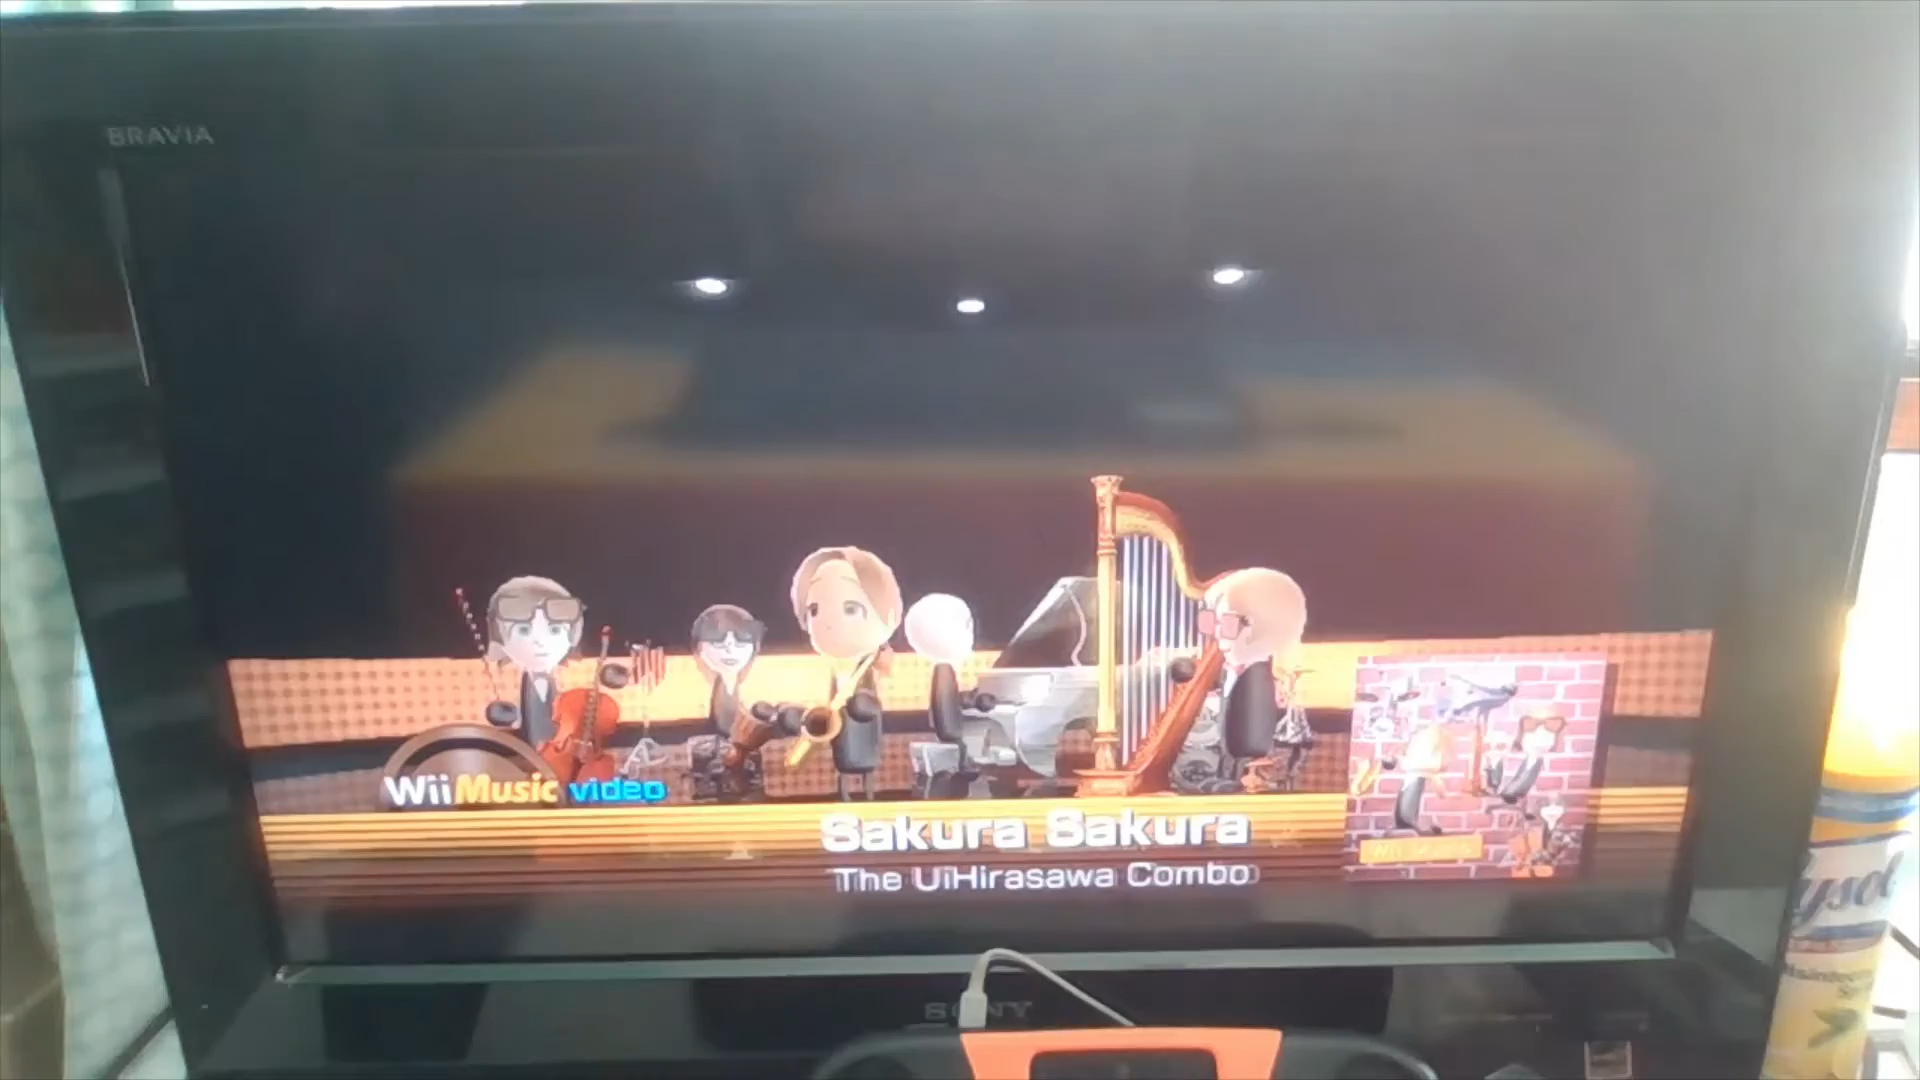 BRAVIA
Wii Music video
Sakura Sakura
The UiHirasawa Combo
SONY